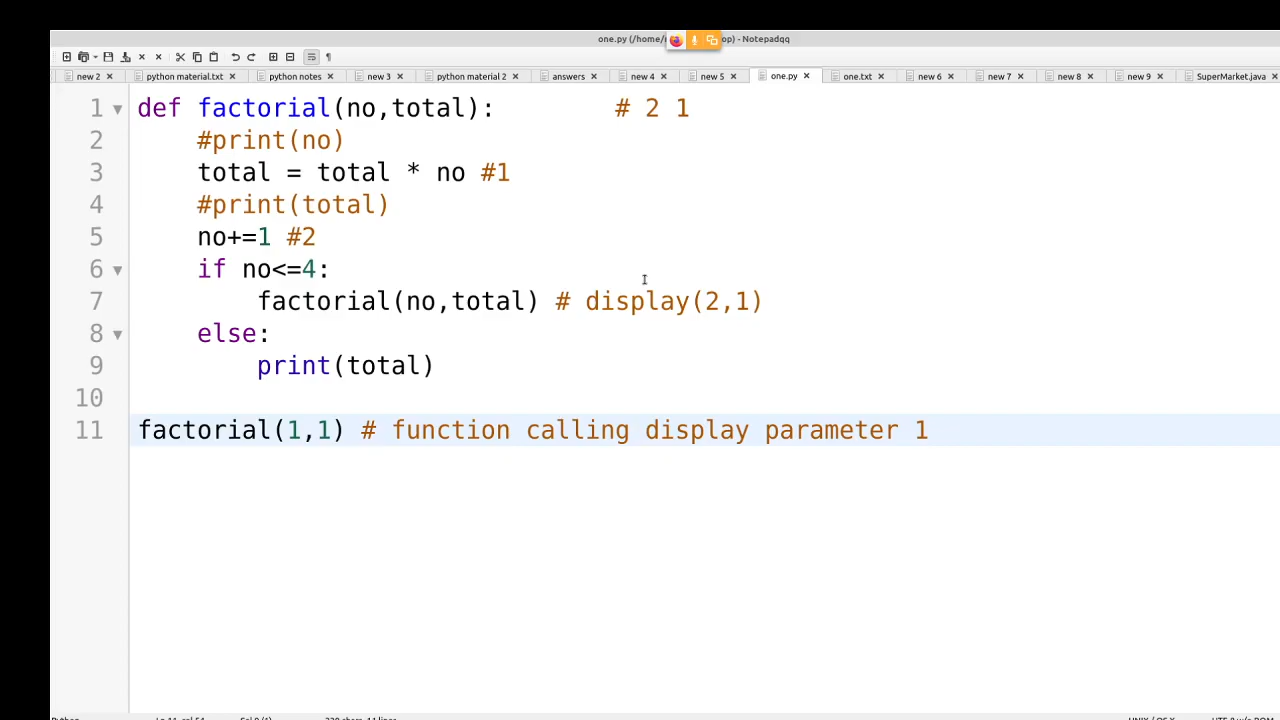 one.py (/home/ op) - Notepadqq
new 2 python material.txt python notes new 3 python material 2 answers new 4 new 5 one.py one.txt new 6 new 7 new 8 new 9 SuperMarket.java
1 def factorial(no,total): # 2 1
2 #print(no)
3 total = total * no #1
4 #print(total)
5 no+=1 #2
6 if no<=4:
7 factorial(no,total) # display(2,1)
8 else:
9 print(total)
10
11 factorial(1,1) # function calling display parameter 1